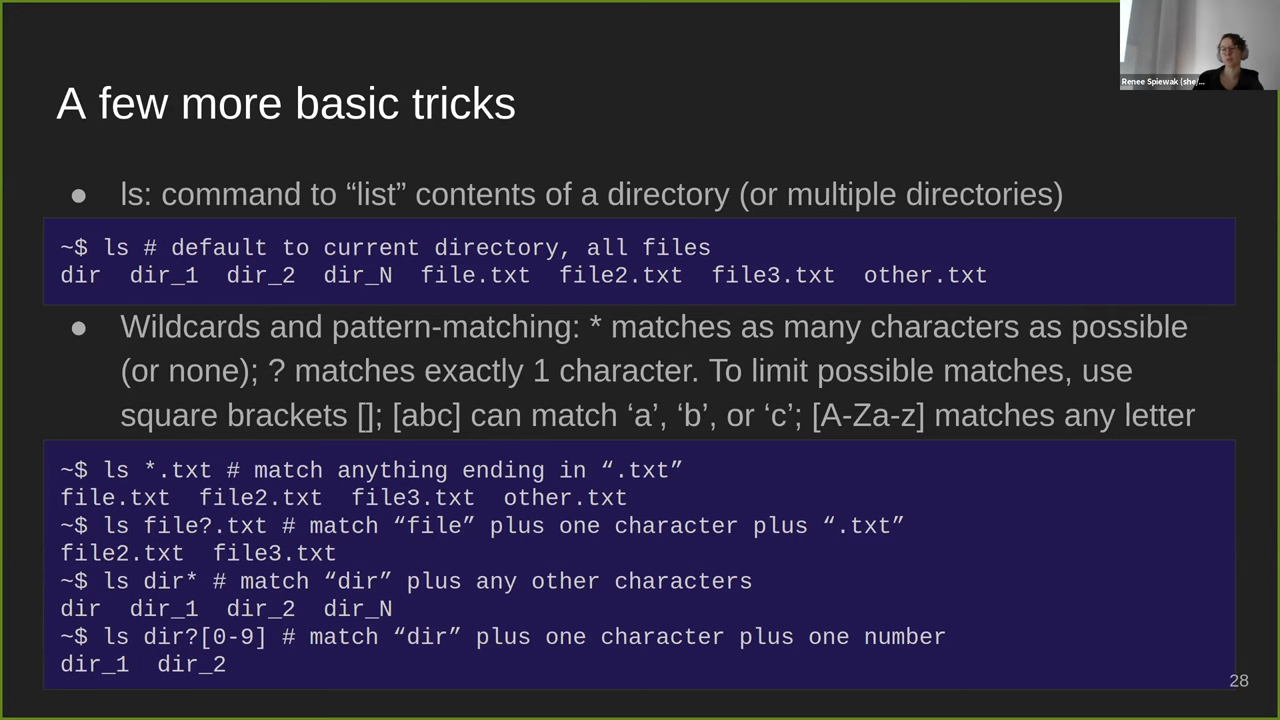 Renee Spiewak (she/...
A few more basic tricks
● ls: command to “list” contents of a directory (or multiple directories)
~$ ls # default to current directory, all files
dir  dir_1  dir_2  dir_N  file.txt  file2.txt  file3.txt  other.txt
● Wildcards and pattern-matching: * matches as many characters as possible
(or none); ? matches exactly 1 character. To limit possible matches, use
square brackets []; [abc] can match ‘a’, ‘b’, or ‘c’; [A-Za-z] matches any letter
~$ ls *.txt # match anything ending in “.txt”
file.txt  file2.txt  file3.txt  other.txt
~$ ls file?.txt # match “file” plus one character plus “.txt”
file2.txt  file3.txt
~$ ls dir* # match “dir” plus any other characters
dir  dir_1  dir_2  dir_N
~$ ls dir?[0-9] # match “dir” plus one character plus one number
dir_1  dir_2
28